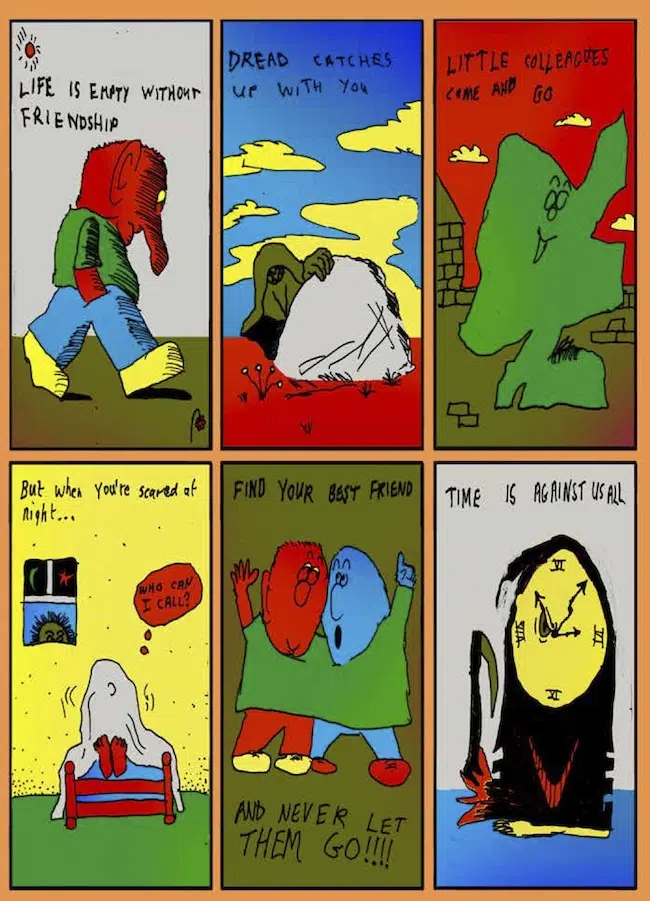 LIFE IS EMPTY WITHOUT
FRIENDSHIP
DREAD CATCHES
UP WITH YOU
LITTLE COLLEAGUES
COME AND GO
But when you're scared at
night...
WHO CAN
I CALL?
FIND YOUR BEST FRIEND
AND NEVER LET
THEM GO!!!!
TIME IS AGAINST US ALL